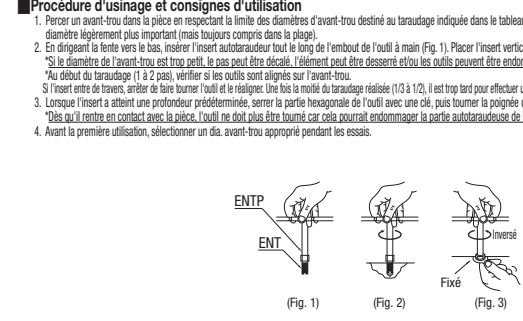 ■Procédure d'usinage et consignes d'utilisation
1. Percer un avant-trou dans la pièce en respectant la limite des diamètres d'avant-trou destiné au taraudage indiquée dans le tableau
diamètre légèrement plus important (mais toujours compris dans la plage).
2. En dirigeant la fente vers le bas, insérer l'insert autotaraudeur tout le long de l'embout de l'outil à main (Fig. 1). Placer l'insert vertic
*Si le diamètre de l'avant-trou est trop petit, le pas peut être décalé, l'élément peut être desserré et/ou les outils peuvent être endor
*Au début du taraudage (1 à 2 pas), vérifier si les outils sont alignés sur l'avant-trou.
Si l'insert entre de travers, arrêter de faire tourner l'outil et le réaligner. Une fois la moitié du taraudage réalisée (1/3 à 1/2), il est trop tard pour effectuer u
3. Lorsque l'insert a atteint une profondeur prédéterminée, serrer la partie hexagonale de l'outil avec une clé, puis tourner la poignée d
*Dès qu'il rentre en contact avec la pièce, l'outil ne doit plus être tourné car cela pourrait endommager la partie autotaraudeuse de
4. Avant la première utilisation, sélectionner un dia. avant-trou approprié pendant les essais.
ENTP
ENT
Inversé
Fixé
(Fig. 1)
(Fig. 2)
(Fig. 3)